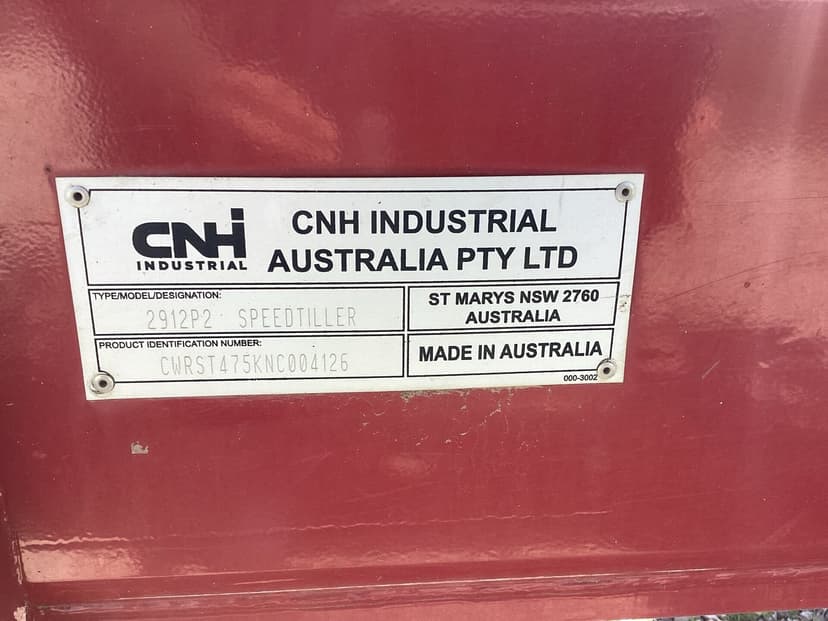 CNH
INDUSTRIAL
CNH INDUSTRIAL
AUSTRALIA PTY LTD
TYPE/MODEL/DESIGNATION:
2912P2 SPEEDTILLER
ST MARYS NSW 2760
AUSTRALIA
PRODUCT IDENTIFICATION NUMBER:
CWRST475KNC004126
MADE IN AUSTRALIA
000-3002